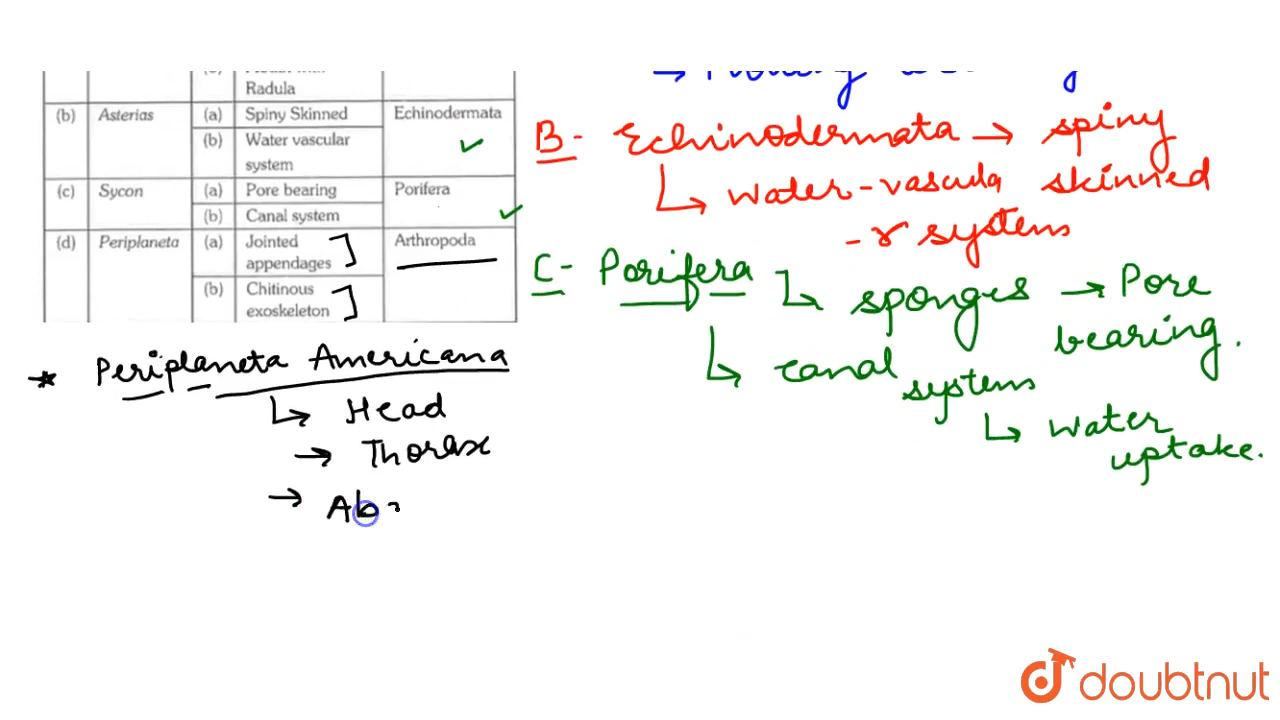 Radula
(b) Asterias (a) Spiny Skinned Echinodermata
(b) Water vascular
system
(c) Sycon (a) Pore bearing Porifera
(b) Canal system
(d) Periplaneta (a) Jointed Arthropoda
appendages
(b) Chitinous
exoskeleton
Periplaneta Americana
Head
Thorax
Ab
B- Echinodermata → spiny
skinned
water-vascula
-r system
C- Porifera
sponges → Pore
bearing.
canal
system
water
uptake.
doubtnut